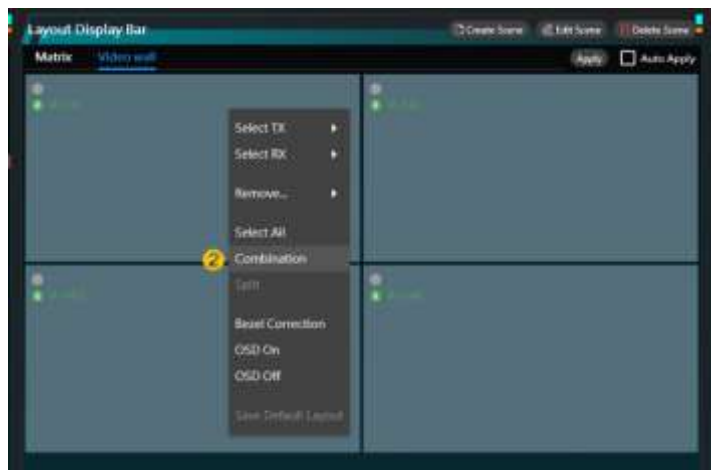 Layout Display Bar
Create Scene
Edit Scene
Delete Scene
Matrix
Video wall
Apply
Auto Apply
Select TX
Select RX
Remove...
Select All
2
Combination
Split
Bezel Correction
OSD On
OSD Off
Save Default Layout